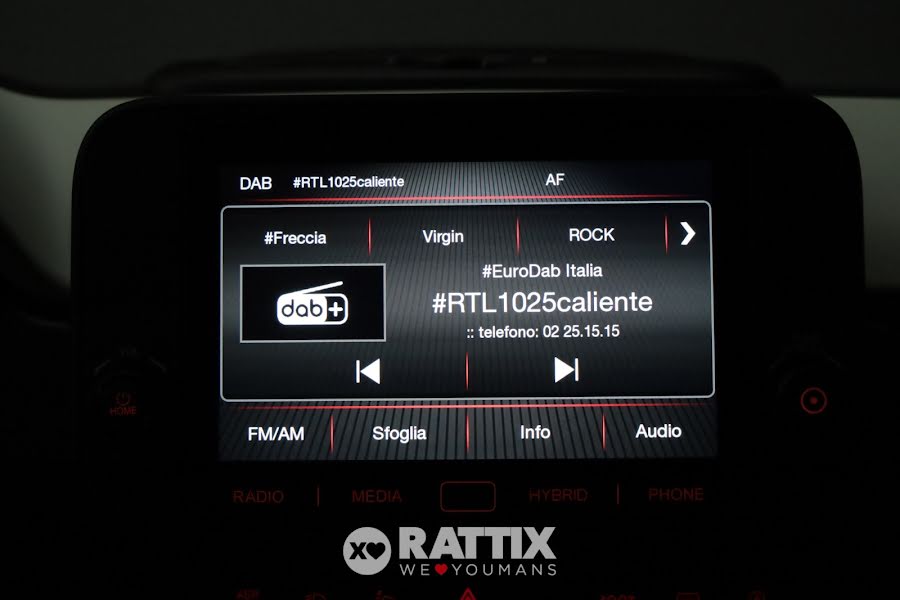 DAB #RTL1025caliente AF
#Freccia Virgin ROCK
#EuroDab Italia
dab+ #RTL1025caliente
:: telefono: 02 25.15.15
FM/AM Sfoglia Info Audio
HOME
RADIO MEDIA HYBRID PHONE
RATTIX
WE YOUMANS